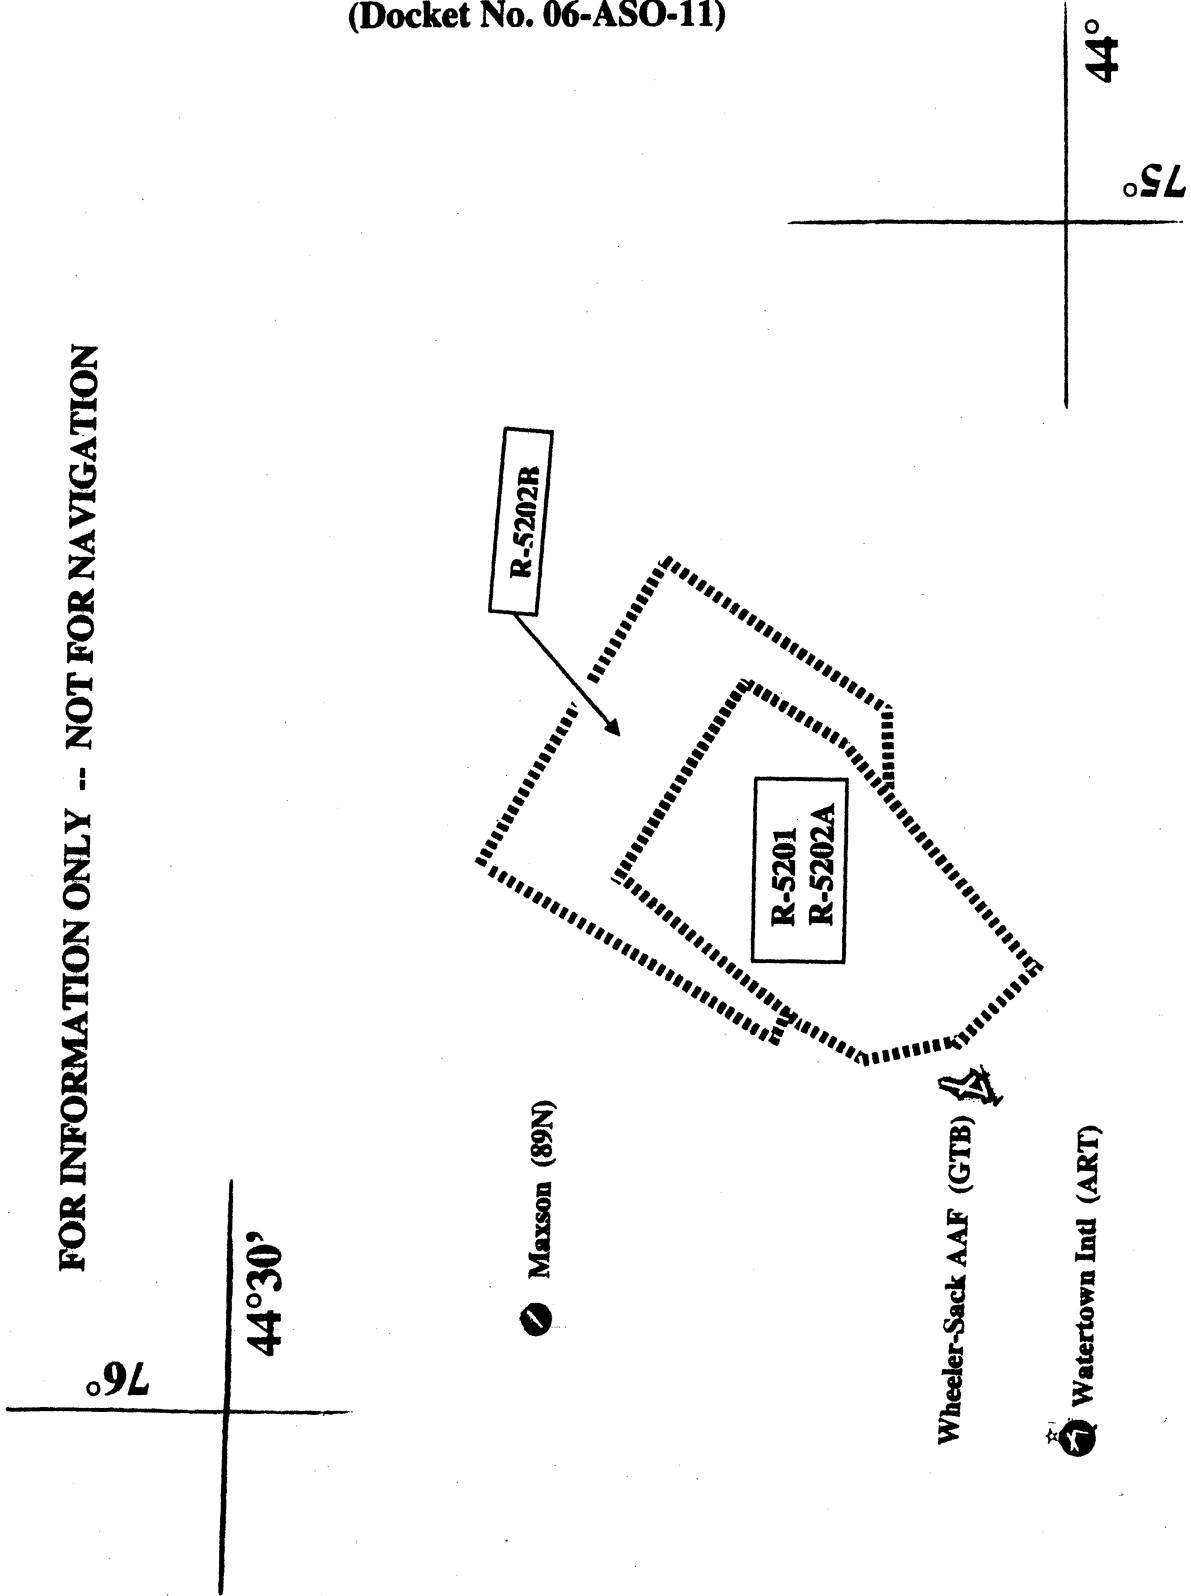 (Docket No. 06-ASO-11)
FOR INFORMATION ONLY -- NOT FOR NAVIGATION
76°
44°30’
44°
75°
R-5202B
R-5201
R-5202A
Maxson (89N)
Wheeler-Sack AAF (GTB)
Watertown Intl (ART)